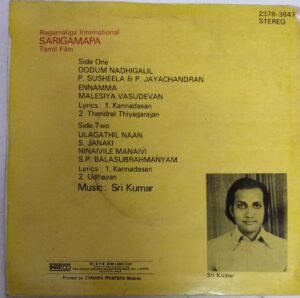 Ragamaliga International
SARIGAMAPA
Tamil Film
2378-3647
STEREO
Side One
OODUM NADHIGALIL
P. SUSHEELA & P. JAYACHANDRAN
ENNAMMA
MALESIYA VASUDEVAN
Lyrics : 1. Kannadasan
2. Thendral Thiyagarajan
Side Two
ULAGATHIL NAAN
S. JANAKI
NINAIVILE MANAIVI
S.P. BALASUBRAHMANYAM
Lyrics : 1. Kannadasan
2. Udhayan
Music : Sri Kumar
Sri Kumar
INRECO
Printed by CANARA PRINTERS Madras